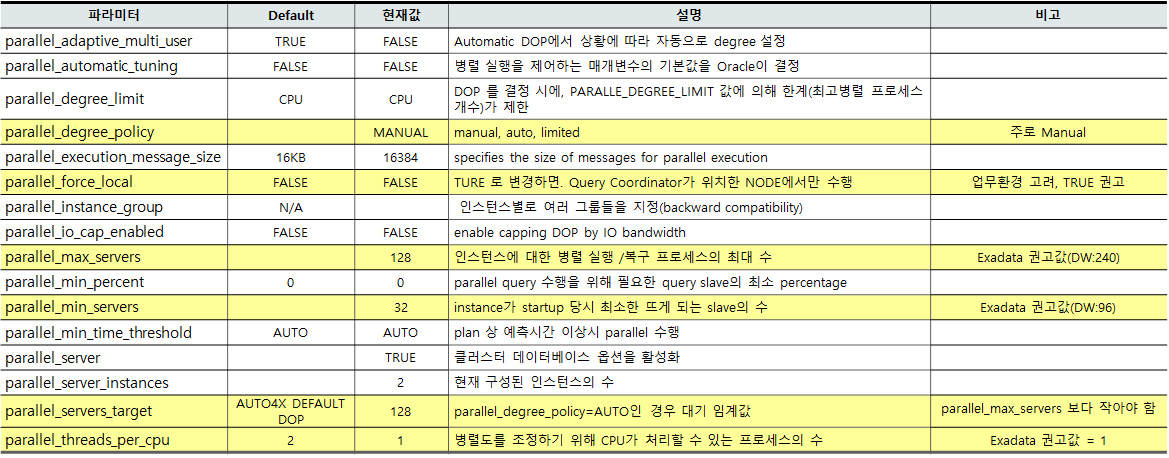 파라미터 Default 현재값 설명 비고
parallel_adaptive_multi_user TRUE FALSE Automatic DOP에서 상황에 따라 자동으로 degree 설정
parallel_automatic_tuning FALSE FALSE 병렬 실행을 제어하는 매개변수의 기본값을 Oracle이 결정
parallel_degree_limit CPU CPU DOP 를 결정 시에, PARALLE_DEGREE_LIMIT 값에 의해 한계(최고병렬 프로세스
개수)가 제한
parallel_degree_policy MANUAL manual, auto, limited 주로 Manual
parallel_execution_message_size 16KB 16384 specifies the size of messages for parallel execution
parallel_force_local FALSE FALSE TURE 로 변경하면. Query Coordinator가 위치한 NODE에서만 수행 업무환경 고려, TRUE 권고
parallel_instance_group N/A 인스턴스별로 여러 그룹들을 지정(backward compatibility)
parallel_io_cap_enabled FALSE FALSE enable capping DOP by IO bandwidth
parallel_max_servers 128 인스턴스에 대한 병렬 실행 /복구 프로세스의 최대 수 Exadata 권고값(DW:240)
parallel_min_percent 0 0 parallel query 수행을 위해 필요한 query slave의 최소 percentage
parallel_min_servers 32 instance가 startup 당시 최소한 뜨게 되는 slave의 수 Exadata 권고값(DW:96)
parallel_min_time_threshold AUTO AUTO plan 상 예측시간 이상시 parallel 수행
parallel_server TRUE 클러스터 데이터베이스 옵션을 활성화
parallel_server_instances 2 현재 구성된 인스턴스의 수
parallel_servers_target AUTO4X DEFAULT
DOP 128 parallel_degree_policy=AUTO인 경우 대기 임계값 parallel_max_servers 보다 작아야 함
parallel_threads_per_cpu 2 1 병렬도를 조정하기 위해 CPU가 처리할 수 있는 프로세스의 수 Exadata 권고값 = 1